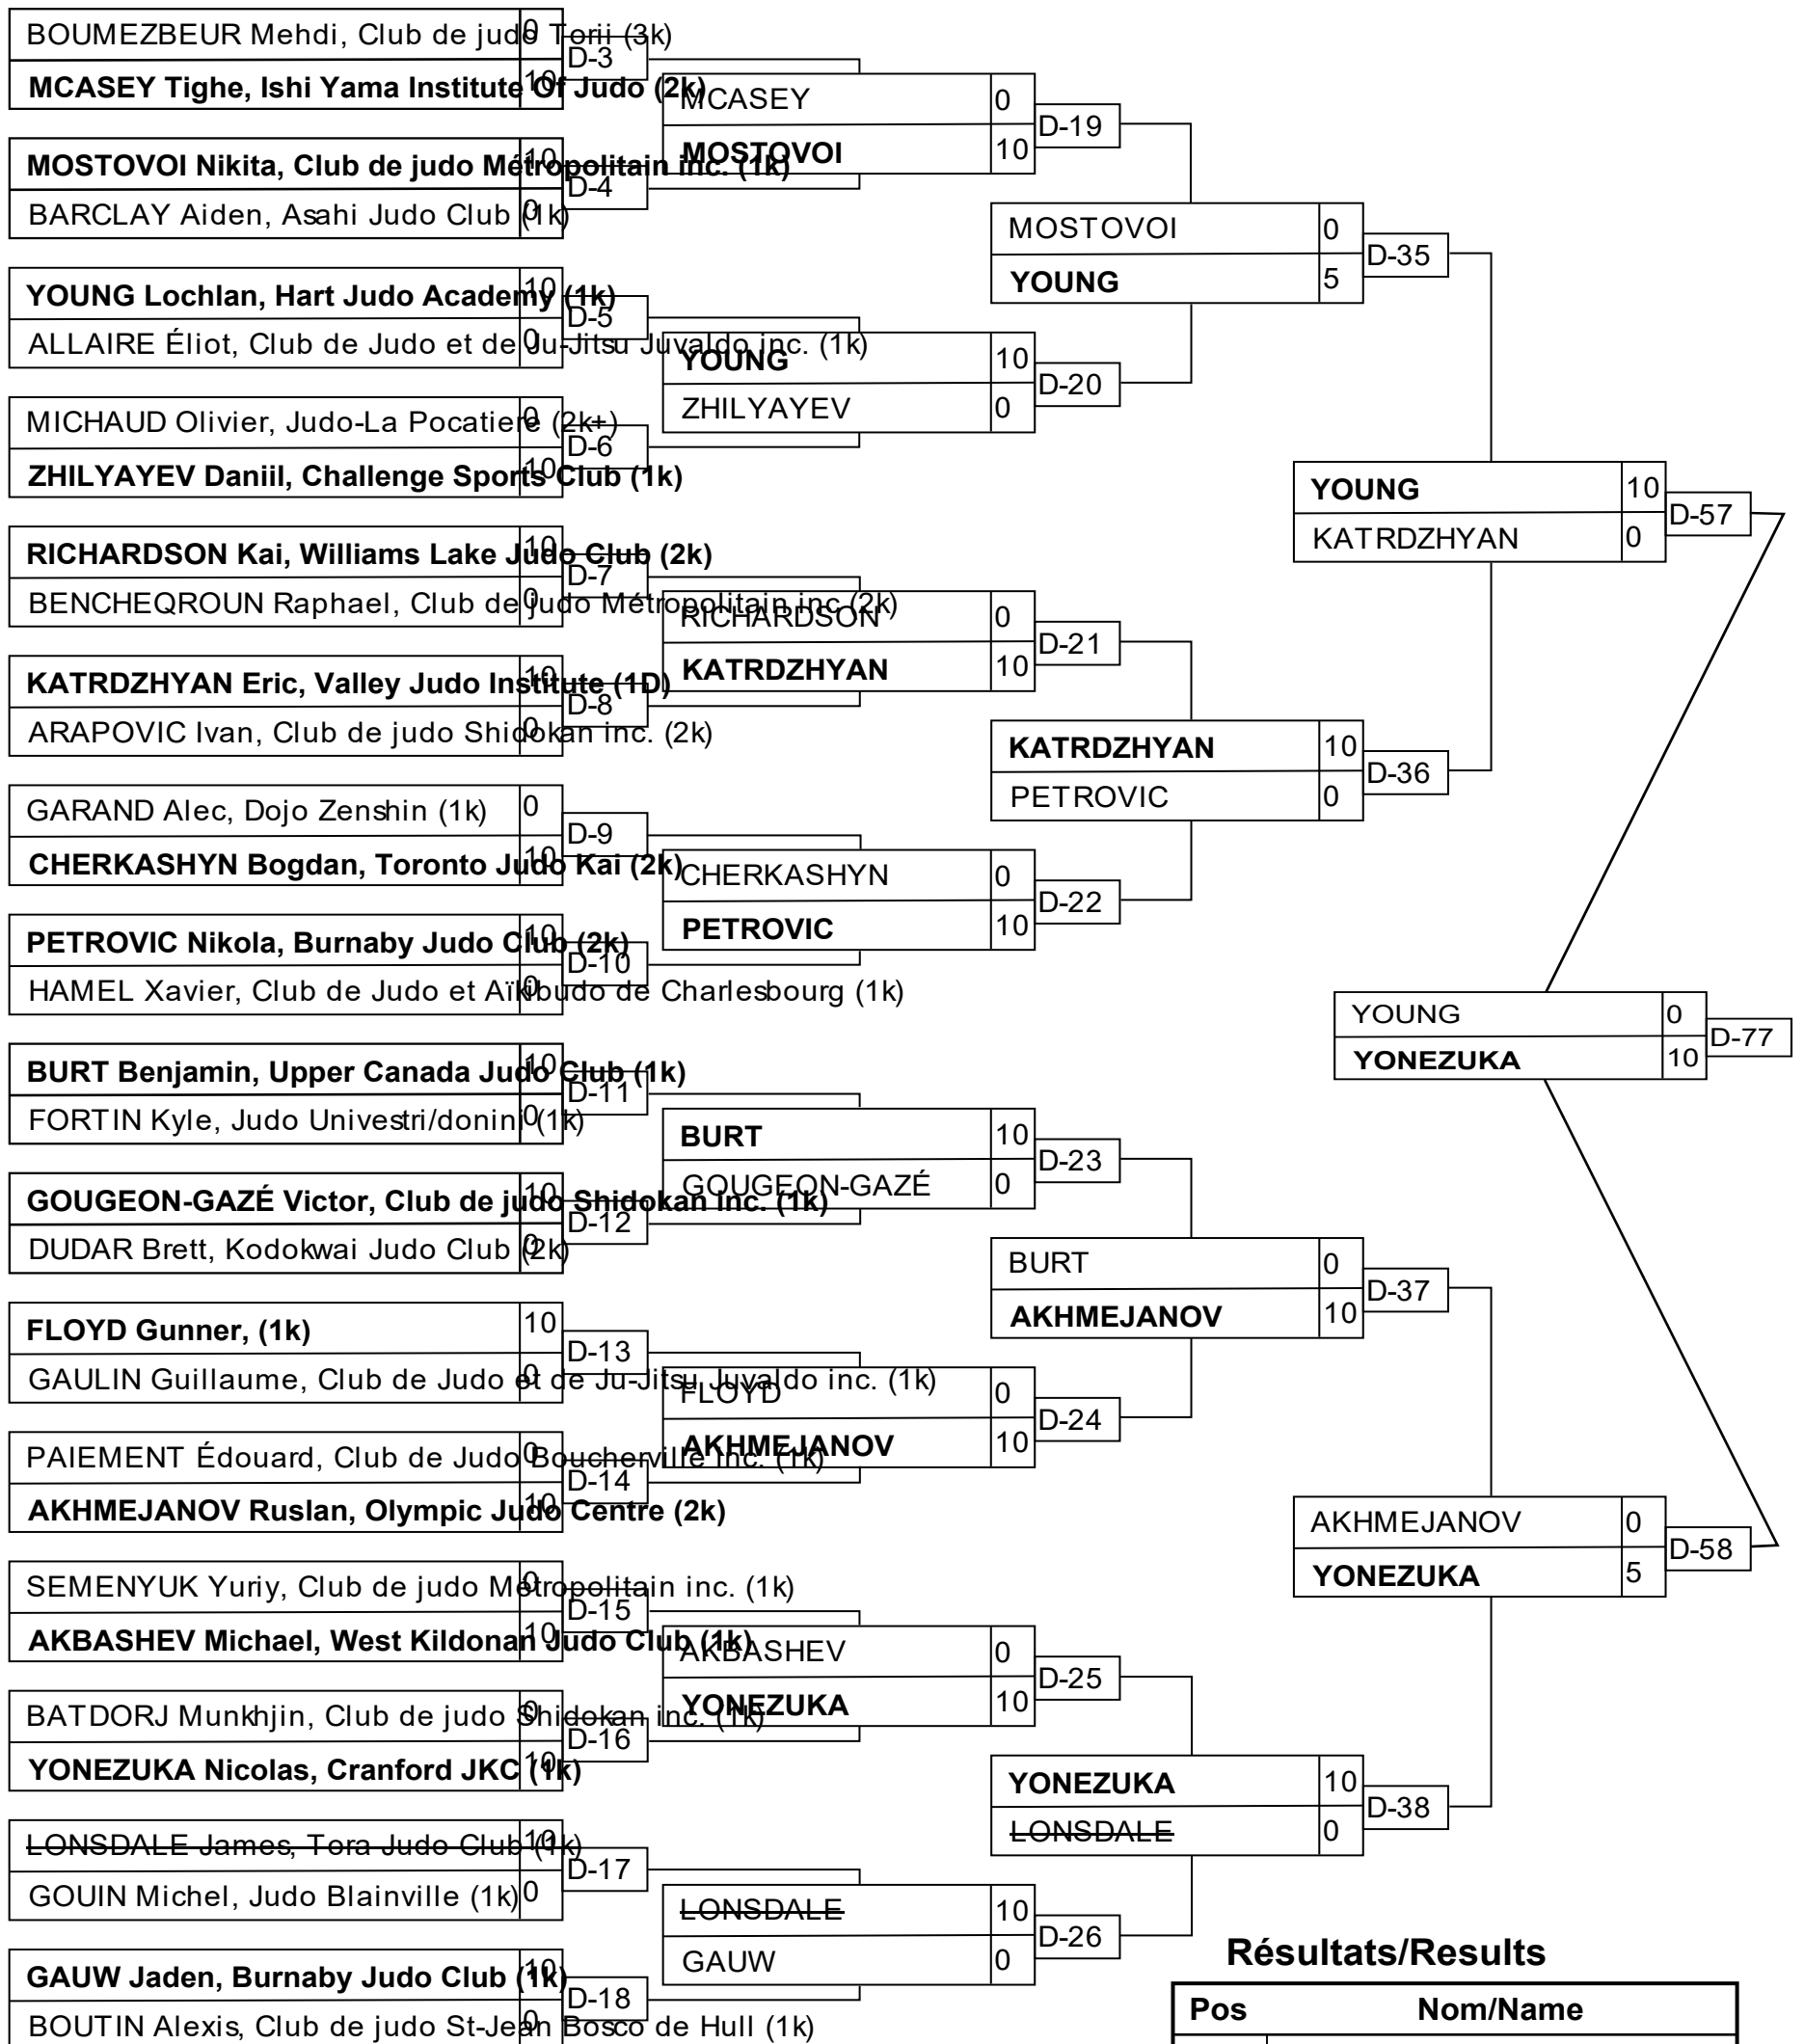 BOUMEZBEUR Mehdi, Club de judo Torii (3k) 0
D-3
MCASEY Tighe, Ishi Yama Institute Of Judo (2k) 10
MOSTOVOI Nikita, Club de judo Métropolitain inc. (1k) 10
D-4
BARCLAY Aiden, Asahi Judo Club (1k) 0
YOUNG Lochlan, Hart Judo Academy (1k) 10
D-5
ALLAIRE Éliot, Club de Judo et de Ju-Jitsu Juvaldo inc. (1k) 0
MICHAUD Olivier, Judo-La Pocatiere (2k+) 0
D-6
ZHILYAYEV Daniil, Challenge Sports Club (1k) 10
RICHARDSON Kai, Williams Lake Judo Club (2k) 10
D-7
BENCHEQROUN Raphael, Club de judo Métropolitain inc (2k) 0
KATRDZHYAN Eric, Valley Judo Institute (1D) 10
D-8
ARAPOVIC Ivan, Club de judo Shidokan inc. (2k) 0
GARAND Alec, Dojo Zenshin (1k) 0
D-9
CHERKASHYN Bogdan, Toronto Judo Kai (2k) 10
PETROVIC Nikola, Burnaby Judo Club (2k) 10
D-10
HAMEL Xavier, Club de Judo et Aïkibudo de Charlesbourg (1k) 0
BURT Benjamin, Upper Canada Judo Club (1k) 10
D-11
FORTIN Kyle, Judo Univestri/donini (1k) 0
GOUGEON-GAZÉ Victor, Club de judo Shidokan inc. (1k) 10
D-12
DUDAR Brett, Kodokwai Judo Club (2k) 0
FLOYD Gunner, (1k) 10
D-13
GAULIN Guillaume, Club de Judo et de Ju-Jitsu Juvaldo inc. (1k) 0
PAIEMENT Édouard, Club de Judo Boucherville inc. (1k) 0
D-14
AKHMEJANOV Ruslan, Olympic Judo Centre (2k) 10
SEMENYUK Yuriy, Club de judo Métropolitain inc. (1k) 0
D-15
AKBASHEV Michael, West Kildonan Judo Club (1k) 10
BATDORJ Munkhjin, Club de judo Shidokan inc. (1k) 0
D-16
YONEZUKA Nicolas, Cranford JKC (1k) 10
LONSDALE James, Tora Judo Club (1k) 10
D-17
GOUIN Michel, Judo Blainville (1k) 0
GAUW Jaden, Burnaby Judo Club (1k) 10
D-18
BOUTIN Alexis, Club de judo St-Jean Bosco de Hull (1k) 0
MCASEY 0
D-19
MOSTOVOI 10
YOUNG 10
D-20
ZHILYAYEV 0
RICHARDSON 0
D-21
KATRDZHYAN 10
CHERKASHYN 0
D-22
PETROVIC 10
BURT 10
D-23
GOUGEON-GAZÉ 0
FLOYD 0
D-24
AKHMEJANOV 10
AKBASHEV 0
D-25
YONEZUKA 10
LONSDALE 10
D-26
GAUW 0
MOSTOVOI 0
D-35
YOUNG 5
KATRDZHYAN 10
D-36
PETROVIC 0
BURT 0
D-37
AKHMEJANOV 10
YONEZUKA 10
D-38
LONSDALE 0
YOUNG 10
D-57
KATRDZHYAN 0
AKHMEJANOV 0
D-58
YONEZUKA 5
YOUNG 0
D-77
YONEZUKA 10
Résultats/Results
Pos Nom/Name